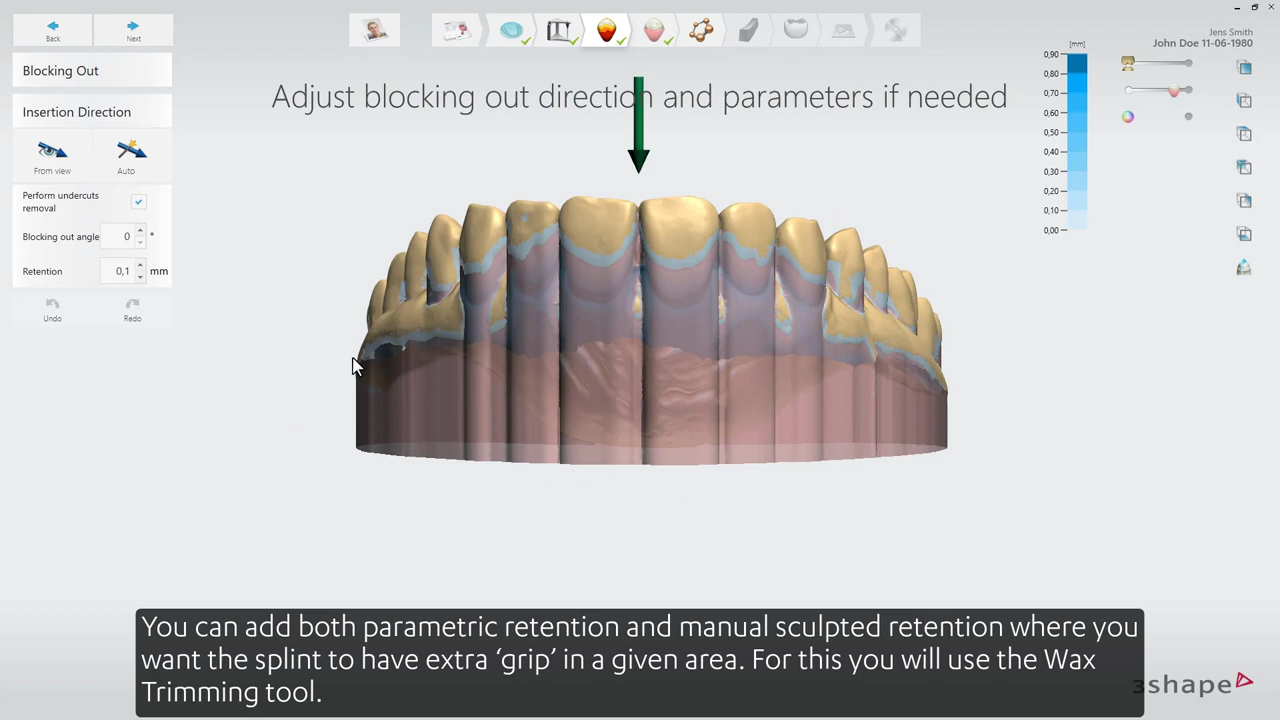 Back
Next
Blocking Out
Insertion Direction
From view
Auto
Perform undercuts
removal
Blocking out angle
0
°
Retention
0,1
mm
Undo
Redo
Adjust blocking out direction and parameters if needed
[mm]
0,90
0,80
0,70
0,60
0,50
0,40
0,30
0,20
0,10
0,00
Jens Smith
John Doe 11-06-1980
You can add both parametric retention and manual sculpted retention where you
want the splint to have extra ‘grip’ in a given area. For this you will use the Wax
Trimming tool.
3shape